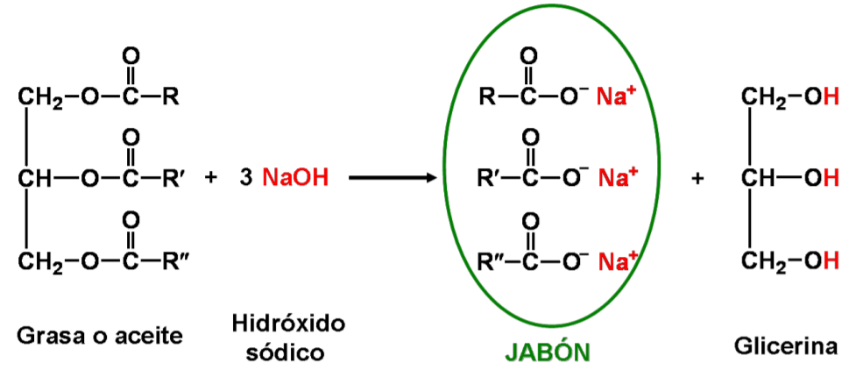 O O
CH₂–O–C–R R–C–O⁻ Na⁺ CH₂–OH
O O
CH–O–C–R′ + 3 NaOH R′–C–O⁻ Na⁺ + CH–OH
O O
CH₂–O–C–R″ R″–C–O⁻ Na⁺ CH₂–OH
Grasa o aceite Hidróxido sódico JABÓN Glicerina